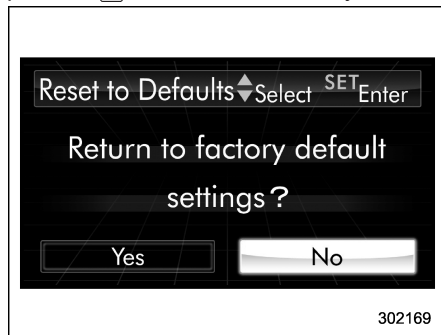 Reset to Defaults Select SET Enter
Return to factory default
settings?
Yes No
302169